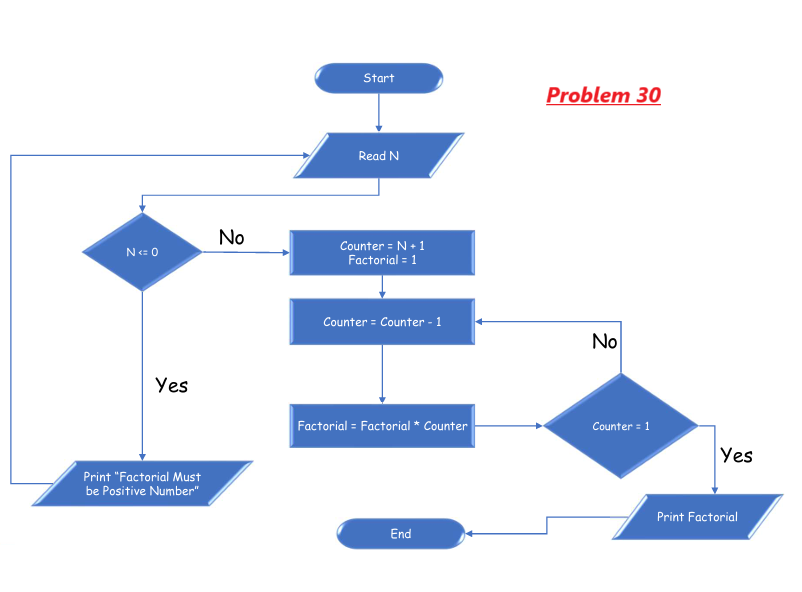 Start
Problem 30
Read N
N <= 0
No
Counter = N + 1
Factorial = 1
Counter = Counter - 1
No
Yes
Factorial = Factorial * Counter
Counter = 1
Yes
Print “Factorial Must
be Positive Number”
Print Factorial
End